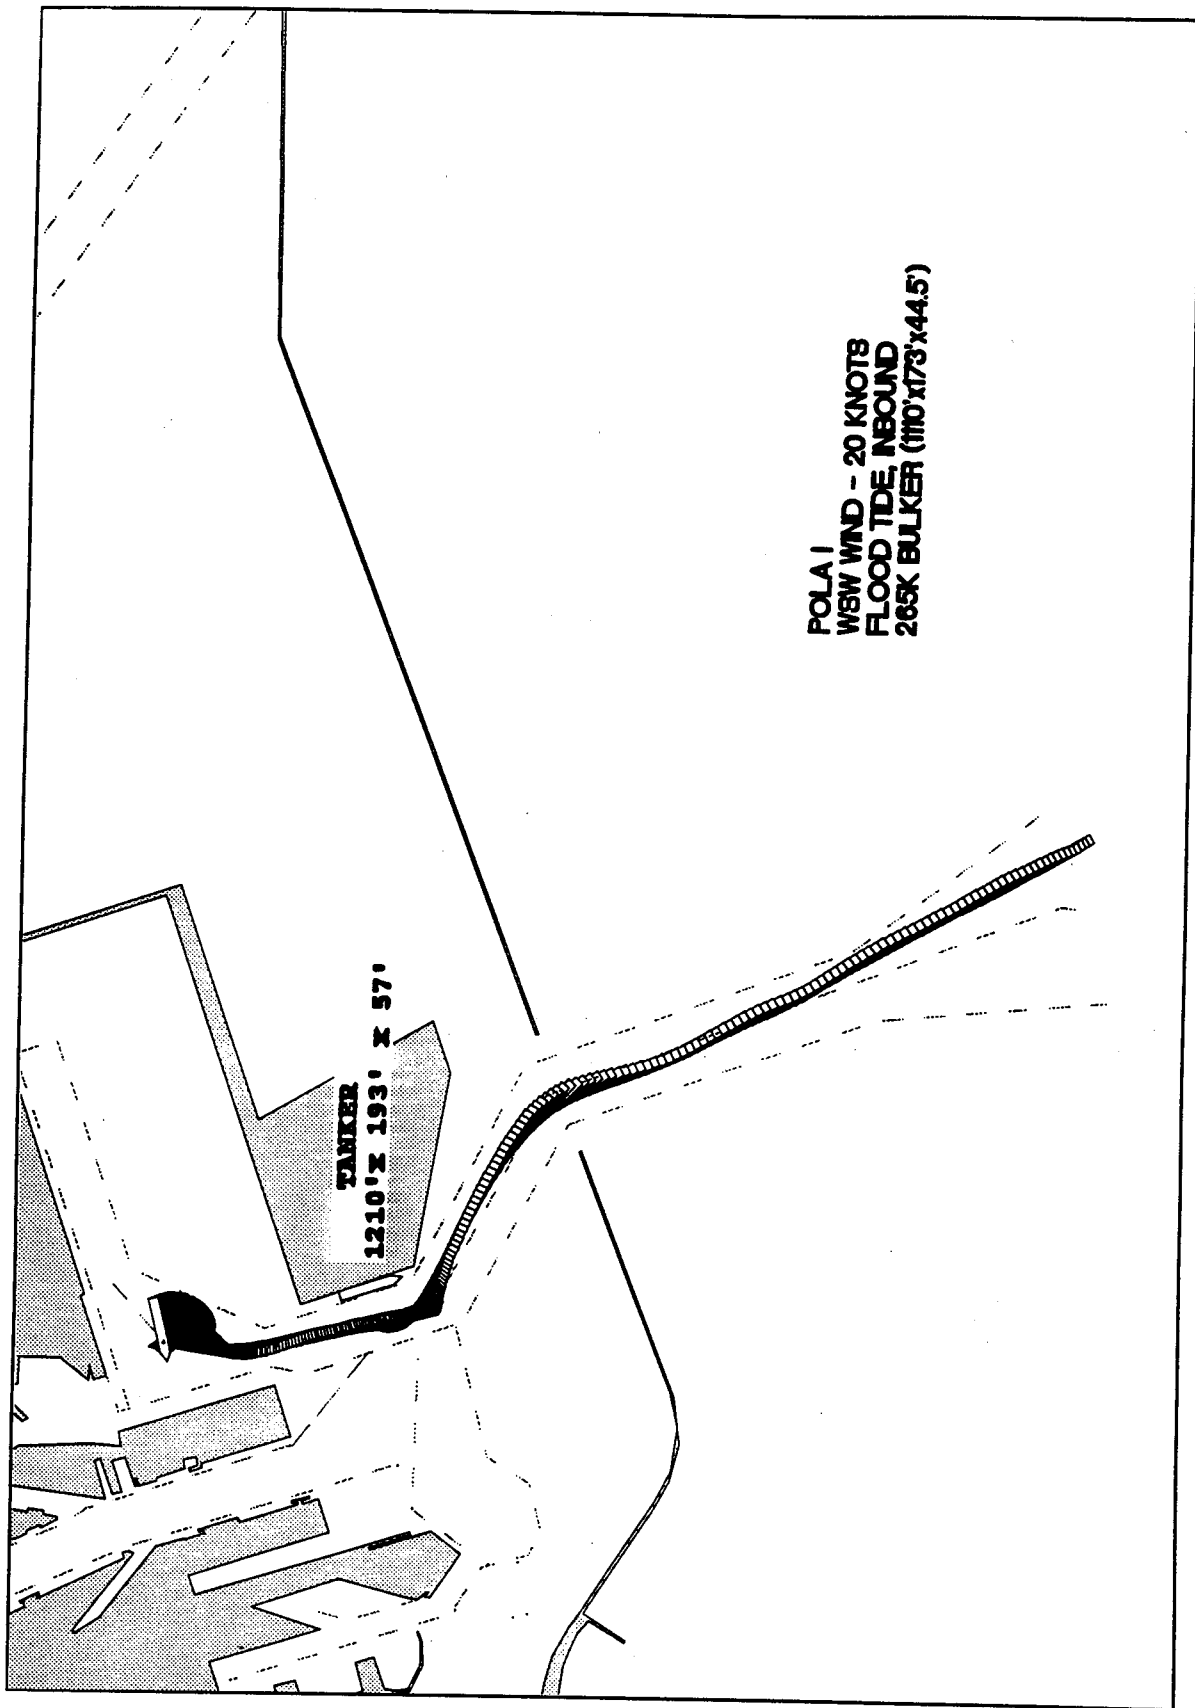 TANKER
1210'X 193' X 57'
POLA I
WSW WIND - 20 KNOTS
FLOOD TIDE, INBOUND
265K BULKER (1110'x173'x44.5')